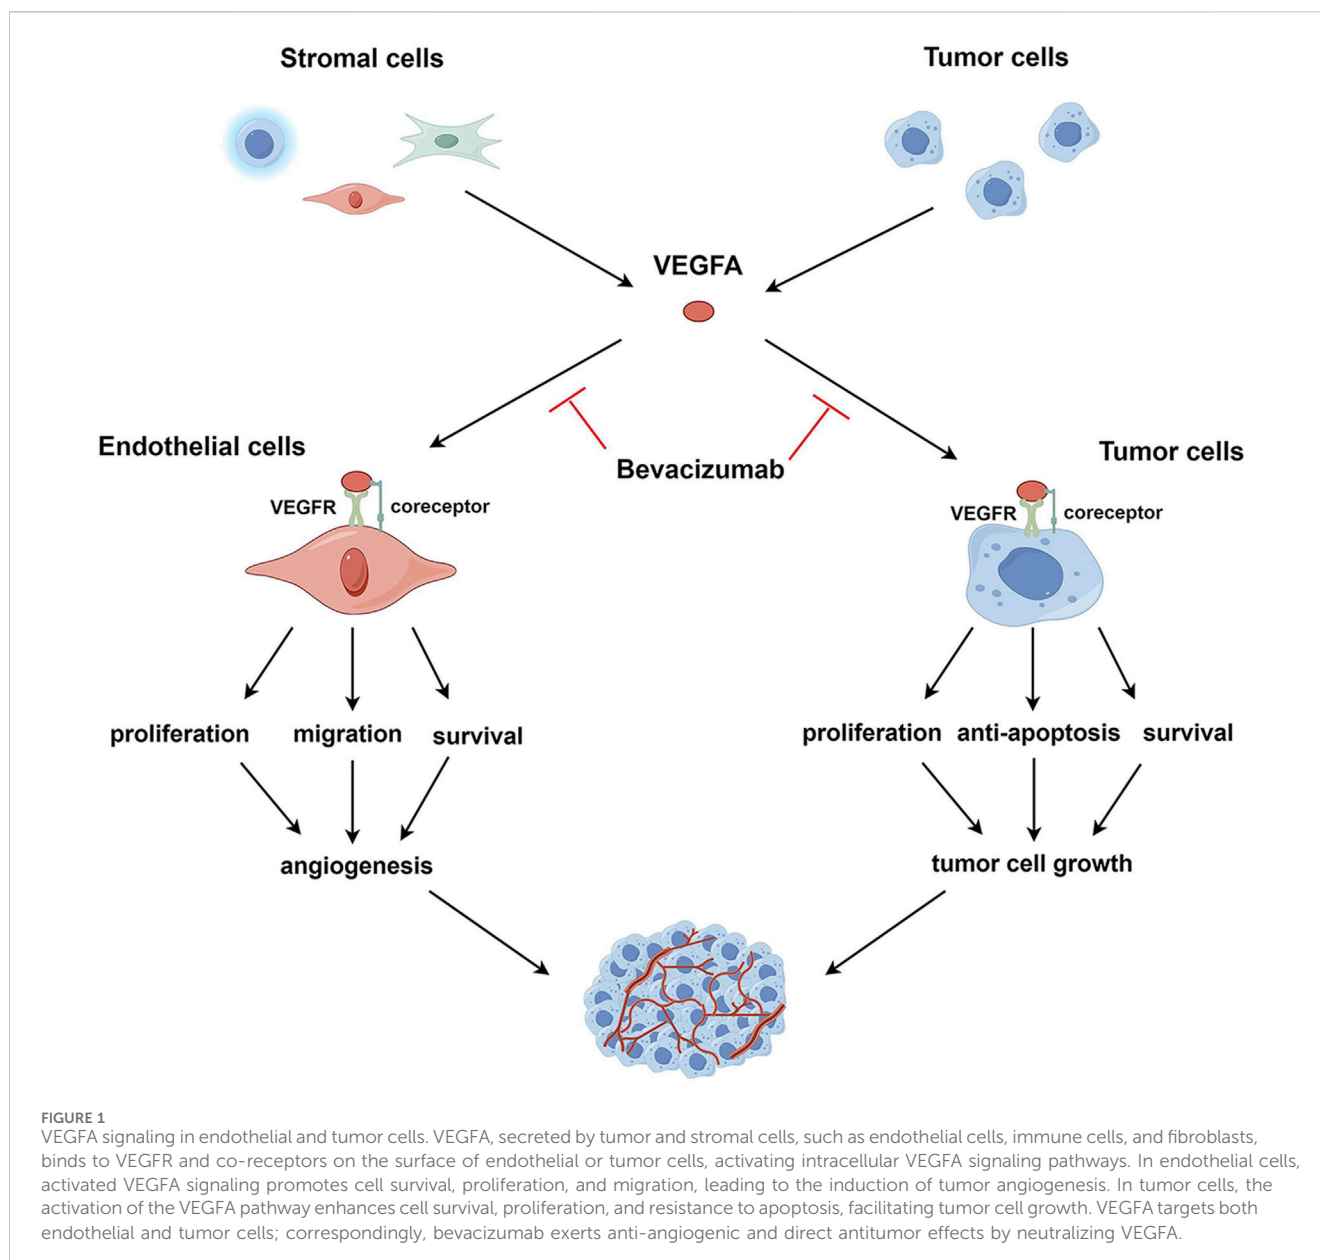 Stromal cells
Tumor cells
VEGFA
Endothelial cells
Bevacizumab
Tumor cells
VEGFR
coreceptor
VEGFR
coreceptor
proliferation
migration
survival
proliferation
anti-apoptosis
survival
angiogenesis
tumor cell growth
FIGURE 1
VEGFA signaling in endothelial and tumor cells. VEGFA, secreted by tumor and stromal cells, such as endothelial cells, immune cells, and fibroblasts,
binds to VEGFR and co-receptors on the surface of endothelial or tumor cells, activating intracellular VEGFA signaling pathways. In endothelial cells,
activated VEGFA signaling promotes cell survival, proliferation, and migration, leading to the induction of tumor angiogenesis. In tumor cells, the
activation of the VEGFA pathway enhances cell survival, proliferation, and resistance to apoptosis, facilitating tumor cell growth. VEGFA targets both
endothelial and tumor cells; correspondingly, bevacizumab exerts anti-angiogenic and direct antitumor effects by neutralizing VEGFA.